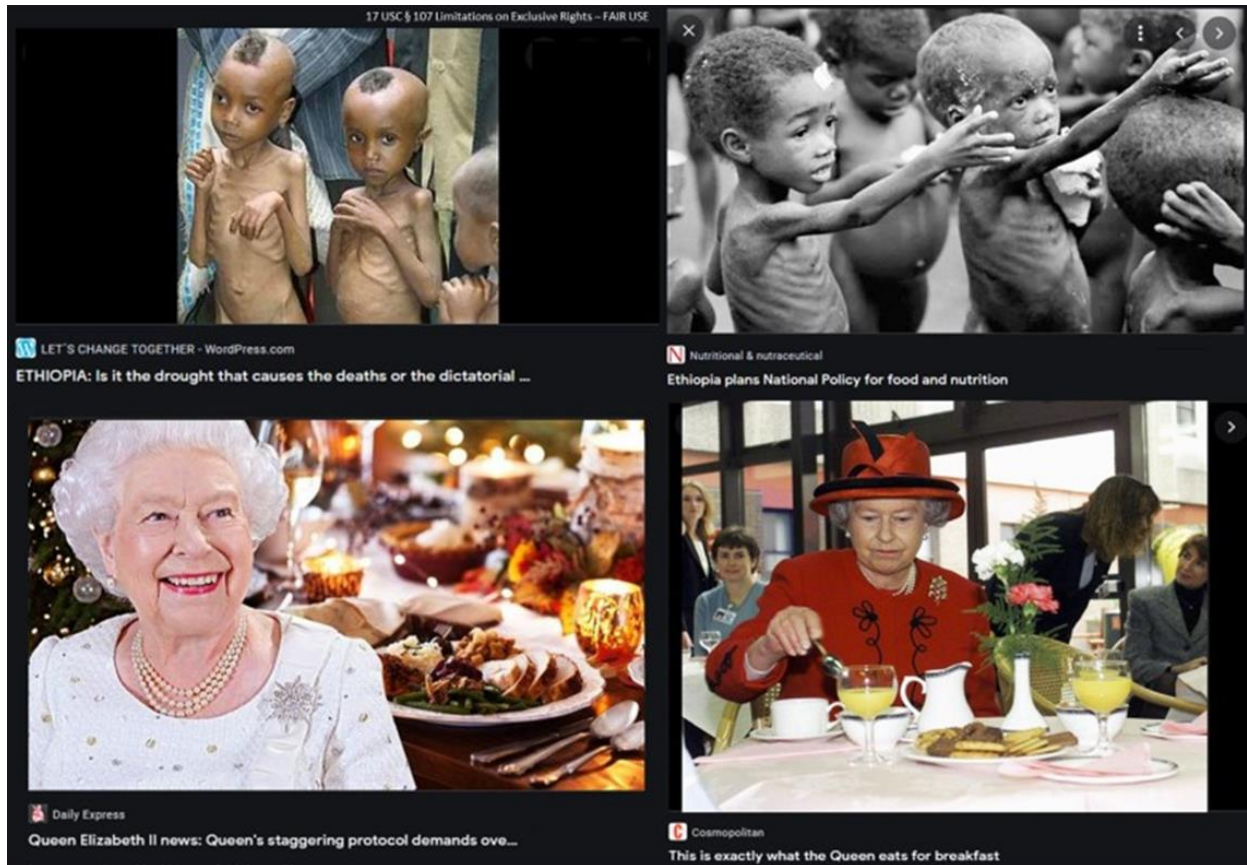 17 USC § 107 Limitations on Exclusive Rights – FAIR USE
LET´S CHANGE TOGETHER - WordPress.com
ETHIOPIA: Is it the drought that causes the deaths or the dictatorial ...
N Nutritional & nutraceutical
Ethiopia plans National Policy for food and nutrition
Daily Express
Queen Elizabeth II news: Queen's staggering protocol demands ove...
C Cosmopolitan
This is exactly what the Queen eats for breakfast